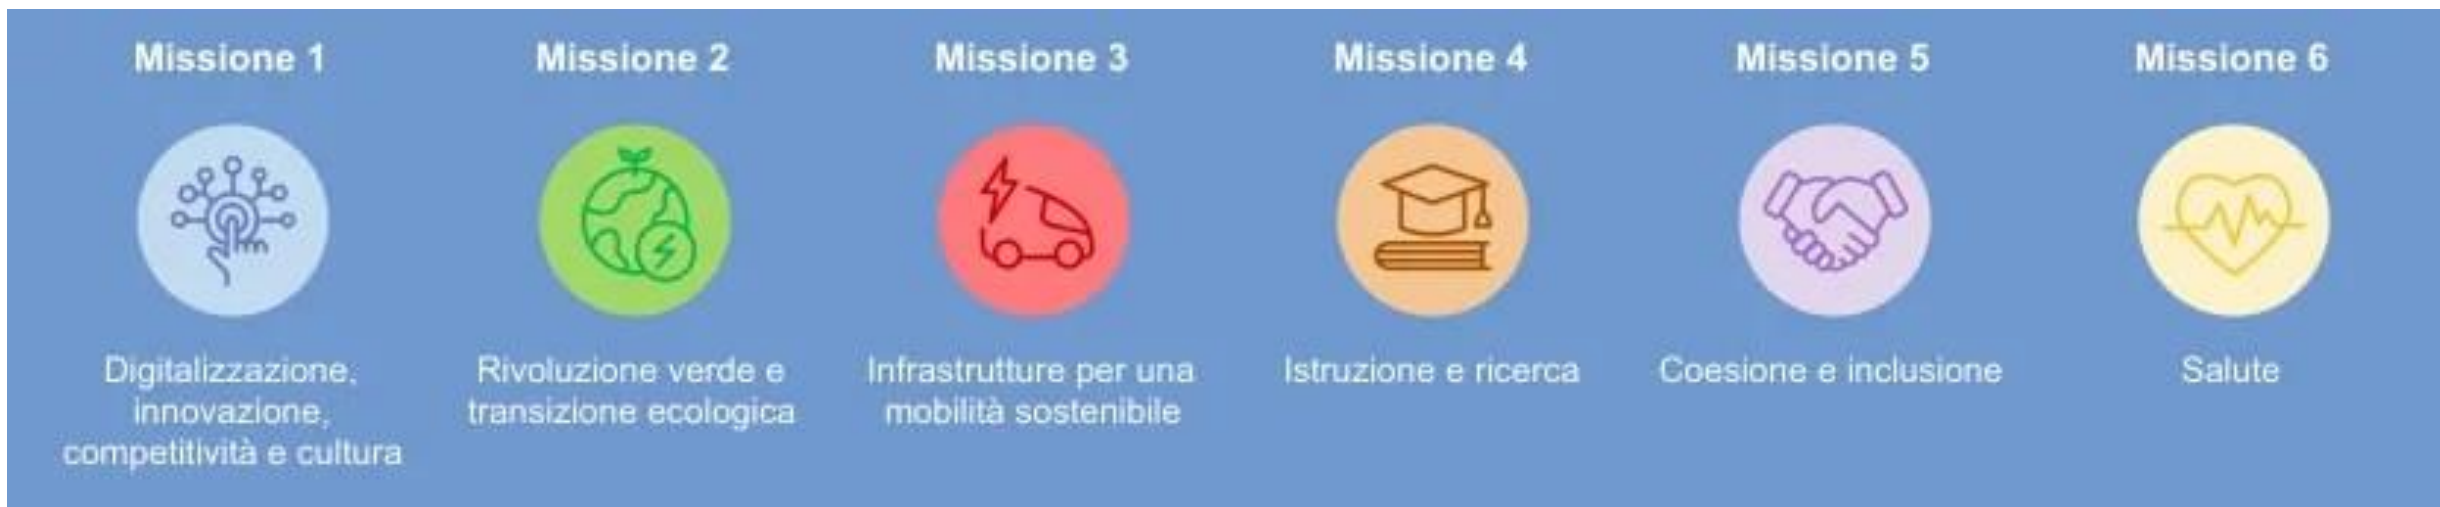 Missione 1
Digitalizzazione,
innovazione,
competitività e cultura
Missione 2
Rivoluzione verde e
transizione ecologica
Missione 3
Infrastrutture per una
mobilità sostenibile
Missione 4
Istruzione e ricerca
Missione 5
Coesione e inclusione
Missione 6
Salute